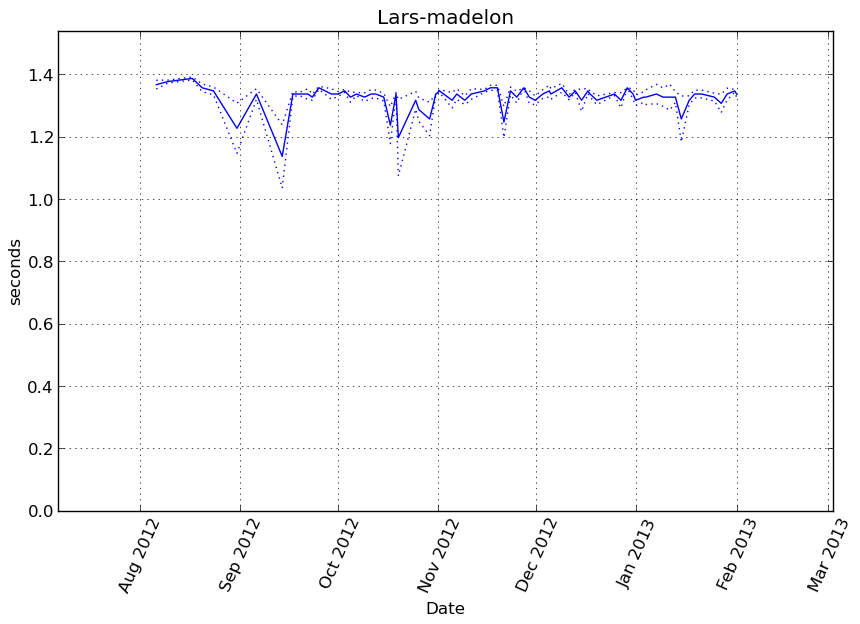 Lars-madelon
1.4
1.2
1.0
0.8
0.6
0.4
0.2
0.0
seconds
Aug 2012
Sep 2012
Oct 2012
Nov 2012
Dec 2012
Jan 2013
Feb 2013
Mar 2013
Date